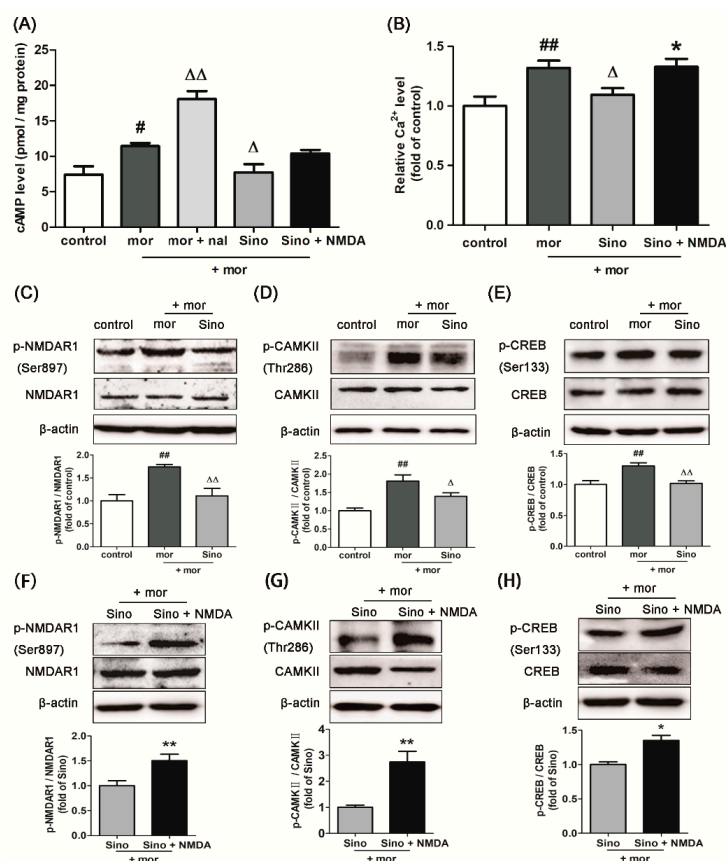 (A)
cAMP level (pmol / mg protein)
25
20
15
10
5
0
#
ΔΔ
Δ
control mor mor + nal Sino Sino + NMDA
+ mor
(B)
Relative Ca2+ level
(fold of control)
1.5
1.0
0.5
0.0
##
Δ
*
control mor Sino Sino + NMDA
+ mor
(C)
+ mor
control mor Sino
p-NMDAR1
(Ser897)
NMDAR1
β-actin
p-NMDAR1 / NMDAR1
(fold of control)
2.0
1.5
1.0
0.5
0.0
##
ΔΔ
control mor Sino
+ mor
(D)
+ mor
control mor Sino
p-CAMKII
(Thr286)
CAMKII
β-actin
p-CAMKII / CAMKII
(fold of control)
2.5
2.0
1.5
1.0
0.5
0.0
##
Δ
control mor Sino
+ mor
(E)
+ mor
control mor Sino
p-CREB
(Ser133)
CREB
β-actin
p-CREB / CREB
(fold of control)
1.5
1.0
0.5
0.0
##
ΔΔ
control mor Sino
+ mor
(F)
+ mor
Sino Sino + NMDA
p-NMDAR1
(Ser897)
NMDAR1
β-actin
p-NMDAR1 / NMDAR1
(fold of Sino)
2.0
1.5
1.0
0.5
0.0
**
Sino Sino + NMDA
+ mor
(G)
+ mor
Sino Sino + NMDA
p-CAMKII
(Thr286)
CAMKII
β-actin
p-CAMKII / CAMKII
(fold of Sino)
4
3
2
1
0
**
Sino Sino + NMDA
+ mor
(H)
+ mor
Sino Sino + NMDA
p-CREB
(Ser133)
CREB
β-actin
p-CREB / CREB
(fold of Sino)
1.5
1.0
0.5
0.0
*
Sino Sino + NMDA
+ mor